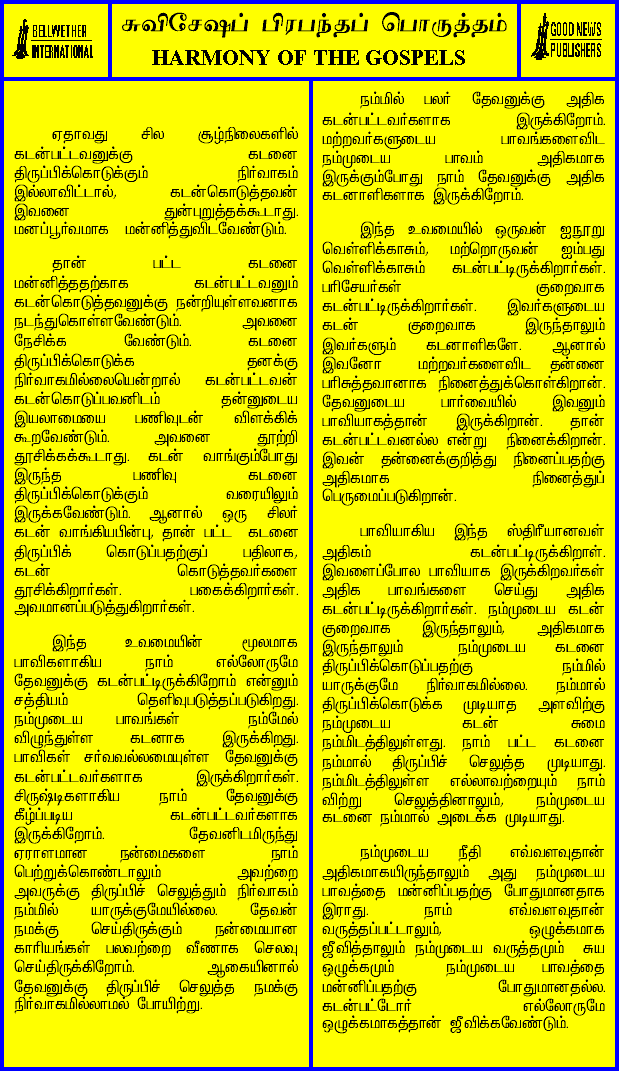 BELLWETHER
INTERNATIONAL
சுவிசேஷப் பிரபந்தப் பொருத்தம்
HARMONY OF THE GOSPELS
GOOD NEWS
PUBLISHERS
ஏதாவது சில சூழ்நிலைகளில்
கடன்பட்டவனுக்கு கடனை
திருப்பிக்கொடுக்கும் நிர்வாகம்
இல்லாவிட்டால், கடன்கொடுத்தவன்
இவனை துன்புறுத்தக்கூடாது.
மனப்பூர்வமாக மன்னித்துவிடவேண்டும்.
தான் பட்ட கடனை
மன்னித்ததற்காக கடன்பட்டவனும்
கடன்கொடுத்தவனுக்கு நன்றியுள்ளவனாக
நடந்துகொள்ளவேண்டும். அவனை
நேசிக்க வேண்டும். கடனை
திருப்பிக்கொடுக்க தனக்கு
நிர்வாகமில்லையென்றால் கடன்பட்டவன்
கடன்கொடுப்பவனிடம் தன்னுடைய
இயலாமையை பணிவுடன் விளக்கிக்
கூறவேண்டும். அவனை தூற்றி
தூசிக்கக்கூடாது. கடன் வாங்கும்போது
இருந்த பணிவு கடனை
திருப்பிக்கொடுக்கும் வரையிலும்
இருக்கவேண்டும். ஆனால் ஒரு சிலர்
கடன் வாங்கியபின்பு, தான் பட்ட கடனை
திருப்பிக் கொடுப்பதற்குப் பதிலாக,
கடன் கொடுத்தவர்களை
தூசிக்கிறார்கள். பகைக்கிறார்கள்.
அவமானப்படுத்துகிறார்கள்.
இந்த உவமையின் மூலமாக
பாவிகளாகிய நாம் எல்லோருமே
தேவனுக்கு கடன்பட்டிருக்கிறோம் என்னும்
சத்தியம் தெளிவுபடுத்தப்படுகிறது.
நம்முடைய பாவங்கள் நம்மேல்
விழுந்துள்ள கடனாக இருக்கிறது.
பாவிகள் சர்வவல்லமையுள்ள தேவனுக்கு
கடன்பட்டவர்களாக இருக்கிறார்கள்.
சிருஷ்டிகளாகிய நாம் தேவனுக்கு
கீழ்ப்படிய கடன்பட்டவர்களாக
இருக்கிறோம். தேவனிடமிருந்து
ஏராளமான நன்மைகளை நாம்
பெற்றுக்கொண்டாலும் அவற்றை
அவருக்கு திருப்பிச் செலுத்தும் நிர்வாகம்
நம்மில் யாருக்குமேயில்லை. தேவன்
நமக்கு செய்திருக்கும் நன்மையான
காரியங்கள் பலவற்றை வீணாக செலவு
செய்திருக்கிறோம். ஆகையினால்
தேவனுக்கு திருப்பிச் செலுத்த நமக்கு
நிர்வாகமில்லாமல் போயிற்று.
நம்மில் பலர் தேவனுக்கு அதிக
கடன்பட்டவர்களாக இருக்கிறோம்.
மற்றவர்களுடைய பாவங்களைவிட
நம்முடைய பாவம் அதிகமாக
இருக்கும்போது நாம் தேவனுக்கு அதிக
கடனாளிகளாக இருக்கிறோம்.
இந்த உவமையில் ஒருவன் ஐநூறு
வெள்ளிக்காசும், மற்றொருவன் ஐம்பது
வெள்ளிக்காசும் கடன்பட்டிருக்கிறார்கள்.
பரிசேயர்கள் குறைவாக
கடன்பட்டிருக்கிறார்கள். இவர்களுடைய
கடன் குறைவாக இருந்தாலும்
இவர்களும் கடனாளிகளே. ஆனால்
இவனோ மற்றவர்களைவிட தன்னை
பரிசுத்தவானாக நினைத்துக்கொள்கிறான்.
தேவனுடைய பார்வையில் இவனும்
பாவியாகத்தான் இருக்கிறான். தான்
கடன்பட்டவனல்ல என்று நினைக்கிறான்.
இவன் தன்னைக்குறித்து நினைப்பதற்கு
அதிகமாக நினைத்துப்
பெருமைப்படுகிறான்.
பாவியாகிய இந்த ஸ்திரீயானவள்
அதிகம் கடன்பட்டிருக்கிறாள்.
இவளைப்போல பாவியாக இருக்கிறவர்கள்
அதிக பாவங்களை செய்து அதிக
கடன்பட்டிருக்கிறார்கள். நம்முடைய கடன்
குறைவாக இருந்தாலும், அதிகமாக
இருந்தாலும் நம்முடைய கடனை
திருப்பிக்கொடுப்பதற்கு நம்மில்
யாருக்குமே நிர்வாகமில்லை. நம்மால்
திருப்பிக்கொடுக்க முடியாத அளவிற்கு
நம்முடைய கடன் சுமை
நம்மிடத்திலுள்ளது. நாம் பட்ட கடனை
நம்மால் திருப்பிச் செலுத்த முடியாது.
நம்மிடத்திலுள்ள எல்லாவற்றையும் நாம்
விற்று செலுத்தினாலும், நம்முடைய
கடனை நம்மால் அடைக்க முடியாது.
நம்முடைய நீதி எவ்வளவுதான்
அதிகமாகயிருந்தாலும் அது நம்முடைய
பாவத்தை மன்னிப்பதற்கு போதுமானதாக
இராது. நாம் எவ்வளவுதான்
வருத்தப்பட்டாலும், ஒழுக்கமாக
ஜீவித்தாலும் நம்முடைய வருத்தமும் சுய
ஒழுக்கமும் நம்முடைய பாவத்தை
மன்னிப்பதற்கு போதுமானதல்ல.
கடன்பட்டோர் எல்லோருமே
ஒழுக்கமாகத்தான் ஜீவிக்கவேண்டும்.